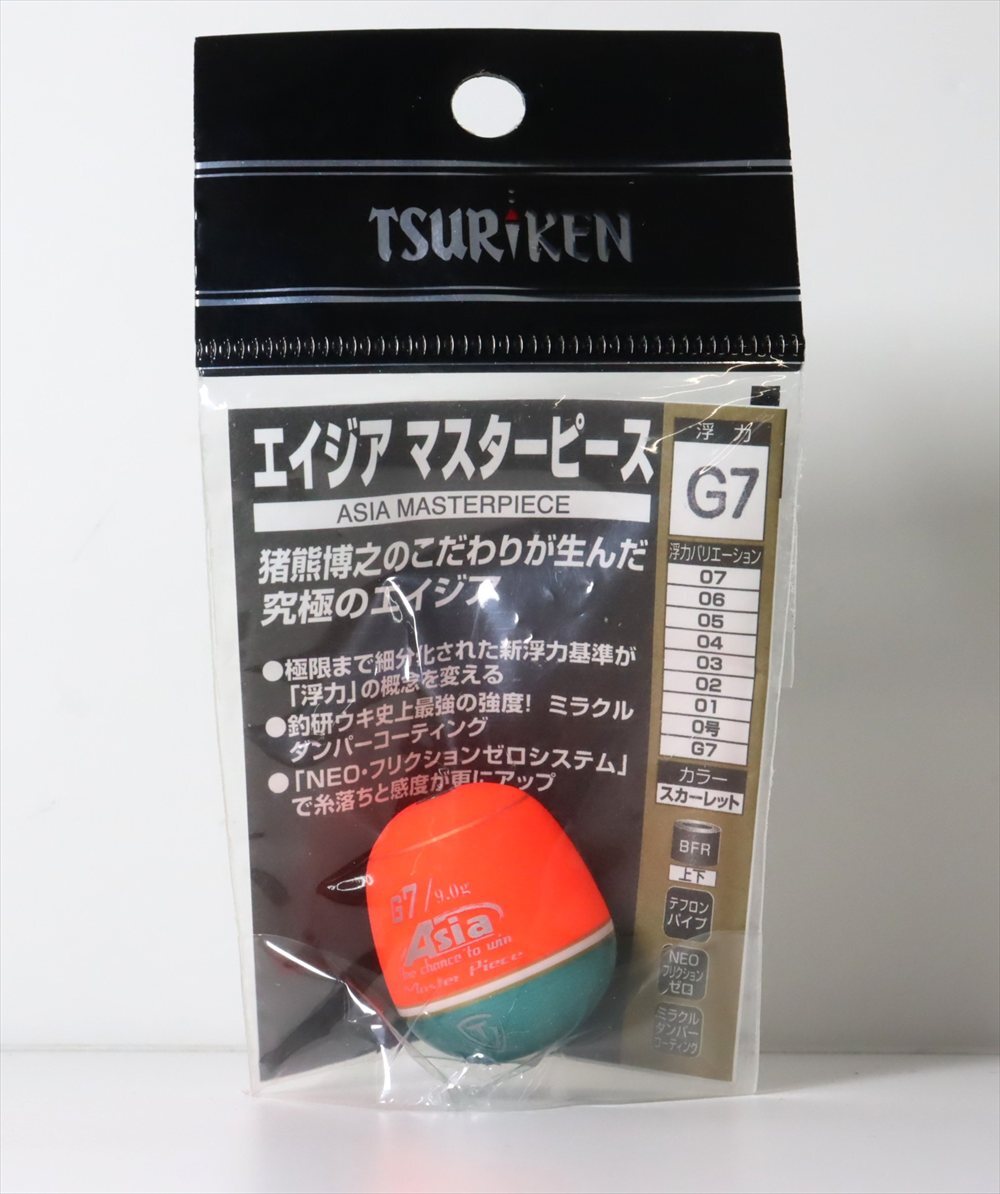 TSURiKEN
エイジア マスターピース
ASIA MASTERPIECE
猪熊博之のこだわりが生んだ
究極のエイジア
●極限まで細分化された新浮力基準が
「浮力」の概念を変える
●釣研ウキ史上最強の強度! ミラクル
ダンパーコーティング
●「NEO・フリクションゼロシステム」
で糸落ちと感度が更にアップ
浮力
G7
浮力バリエーション
07
06
05
04
03
02
01
0号
G7
カラー
スカーレット
BFR
上下
テフロン
パイプ
NEO
フリクション
ゼロ
ミラクル
ダンパー
コーティング
G7/9.0g
Asia
the chance to win
Master Piece